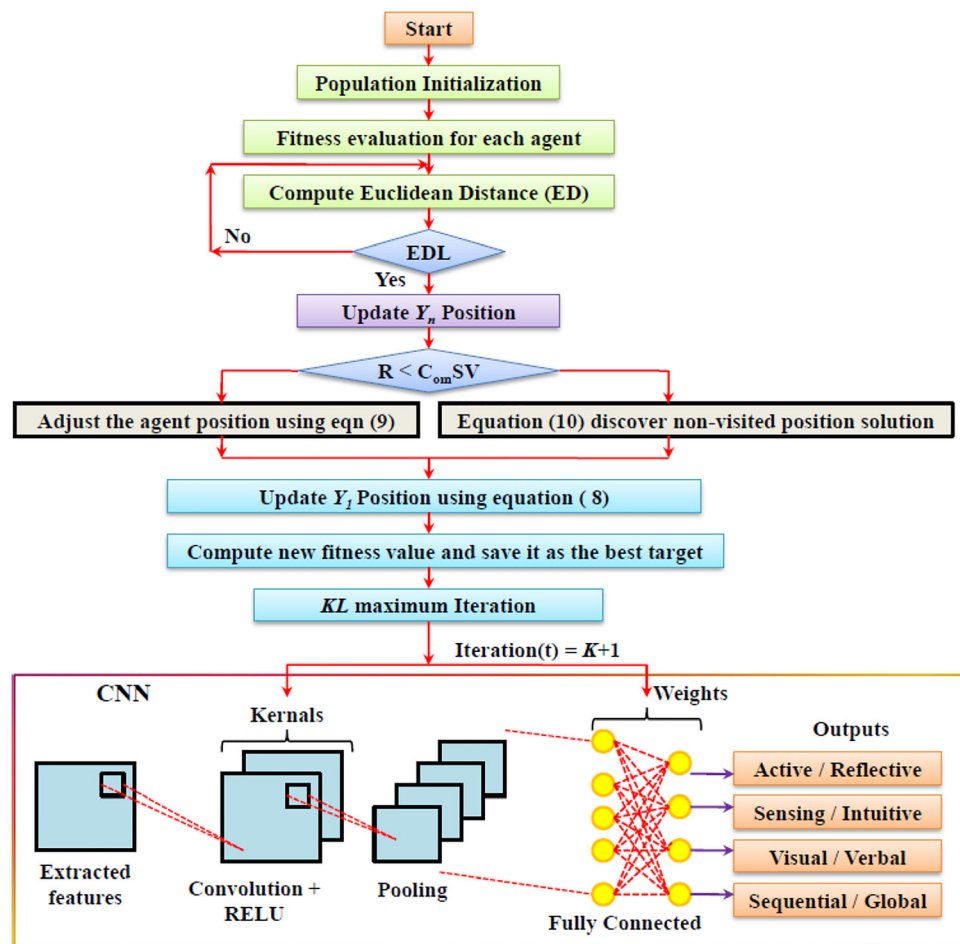 Start
Population Initialization
Fitness evaluation for each agent
Compute Euclidean Distance (ED)
No
EDL
Yes
Update Yn Position
R < ComSV
Adjust the agent position using eqn (9)
Equation (10) discover non-visited position solution
Update Y1 Position using equation ( 8)
Compute new fitness value and save it as the best target
KL maximum Iteration
Iteration(t) = K+1
CNN
Kernals
Weights
Outputs
Active / Reflective
Sensing / Intuitive
Visual / Verbal
Sequential / Global
Extracted
features
Convolution +
RELU
Pooling
Fully Connected